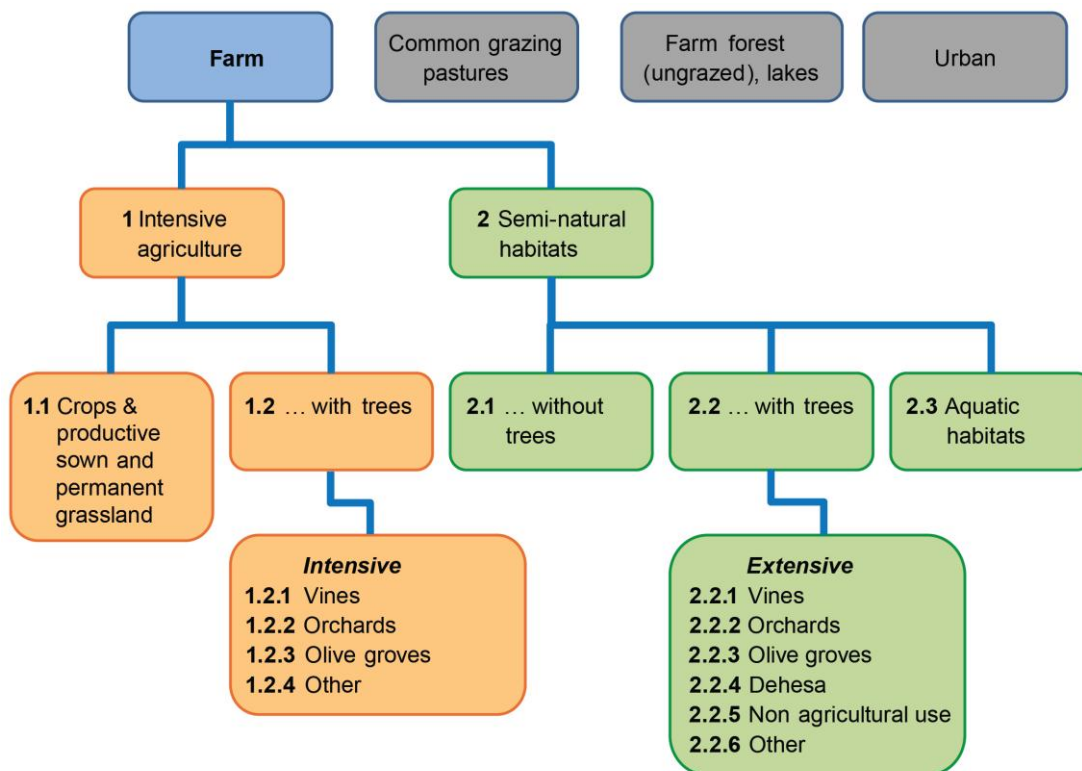 Farm
Common grazing
pastures
Farm forest
(ungrazed), lakes
Urban
1 Intensive
agriculture
2 Semi-natural
habitats
1.1 Crops &
productive
sown and
permanent
grassland
1.2 … with trees
2.1 … without
trees
2.2 … with trees
2.3 Aquatic
habitats
Intensive
1.2.1 Vines
1.2.2 Orchards
1.2.3 Olive groves
1.2.4 Other
Extensive
2.2.1 Vines
2.2.2 Orchards
2.2.3 Olive groves
2.2.4 Dehesa
2.2.5 Non agricultural use
2.2.6 Other